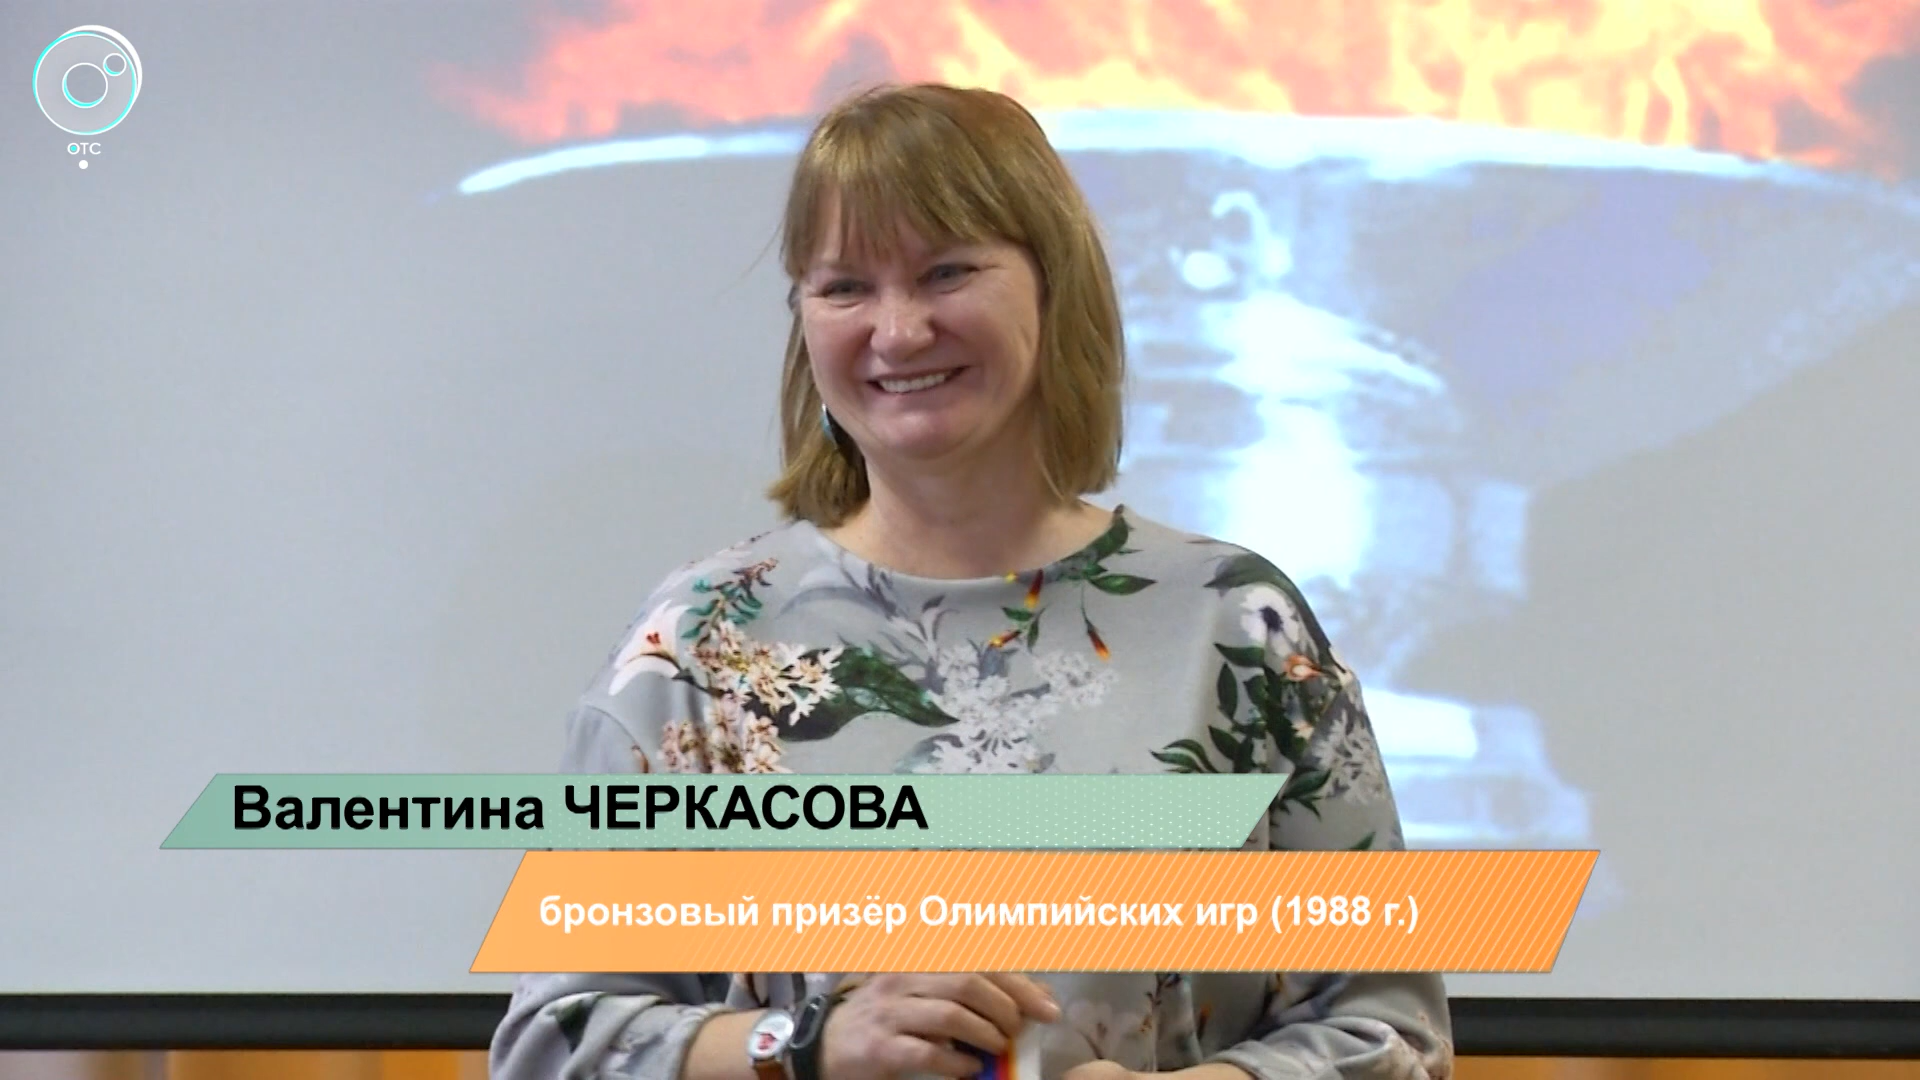 ОТС
Валентина ЧЕРКАСОВА
бронзовый призёр Олимпийских игр (1988 г.)